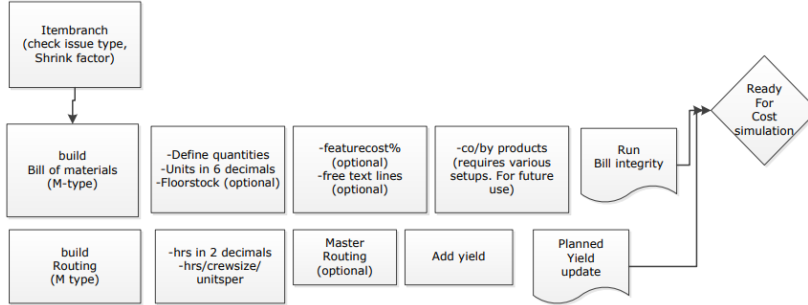 Itembranch
(check issue type,
Shrink factor)
Ready
For
Cost
simulation
build
Bill of materials
(M-type)
-Define quantities
-Units in 6 decimals
-Floorstock (optional)
-featurecost%
(optional)
-free text lines
(optional)
-co/by products
(requires various
setups. For future
use)
Run
Bill integrity
build
Routing
(M type)
-hrs in 2 decimals
-hrs/crewsize/
unitsper
Master
Routing
(optional)
Add yield
Planned
Yield
update